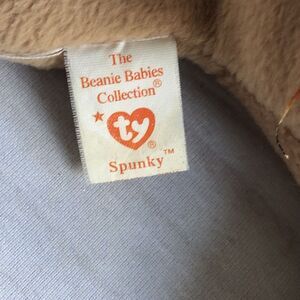 The
Beanie Babies
Collection®
ty®
Spunky™